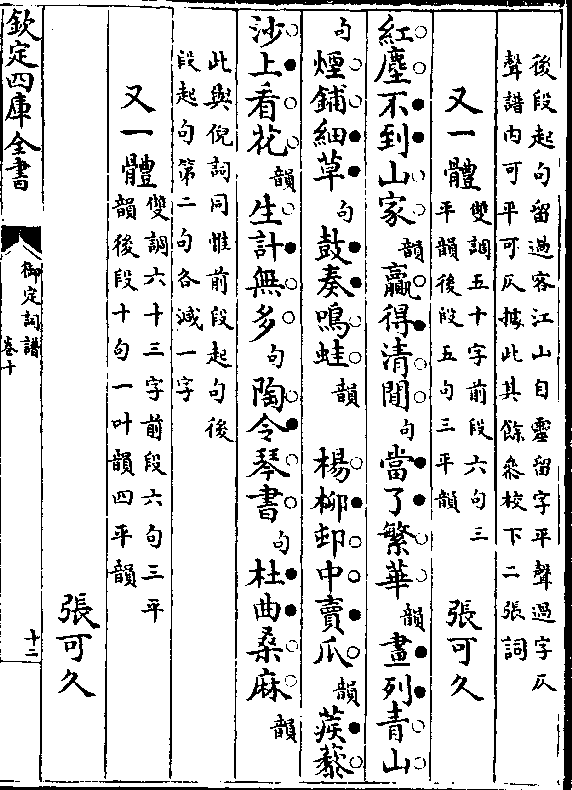 後段起句留過客江山自靈留字平聲過字仄
聲譜内可平可仄據此其餘叅校下二張詞
又一體 雙調五十字前段六句三
平韻後段五句三平韻 張可久
紅塵不到山家韻贏得清閒句當了繁華韻畫列青山
句煙鋪細草句鼓奏鳴蛙韻 楊柳邨中賣瓜韻蒺藜
沙上看花韻生計無多句陶令琴書句杜曲桑麻韻
此與倪詞同惟前段起句後
段起句第二句各減一字
又一體 雙調六十三字前段六句三平
韻後段十句一叶韻四平韻
張可久
欽定四庫全書 御定詞譜 卷十 十二